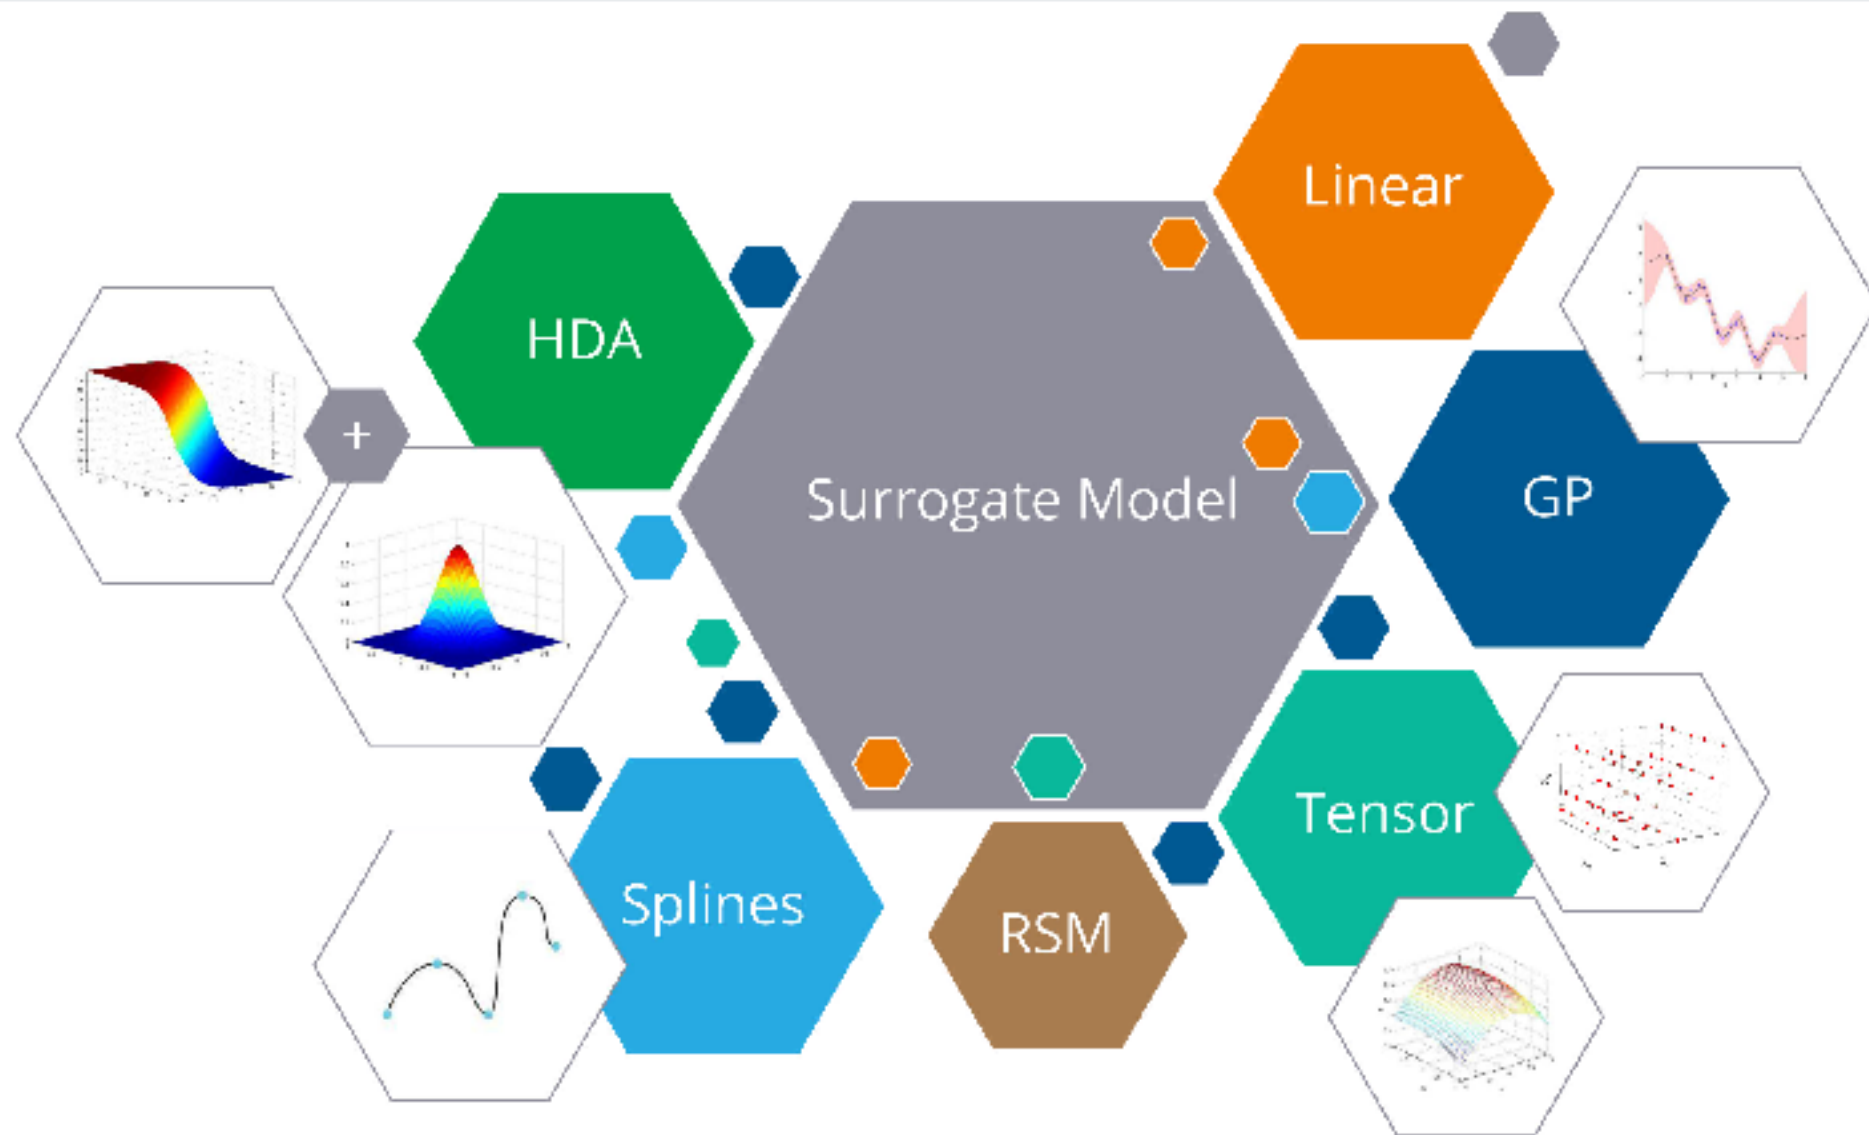 Linear
HDA
+
Surrogate Model
GP
Tensor
Splines
RSM